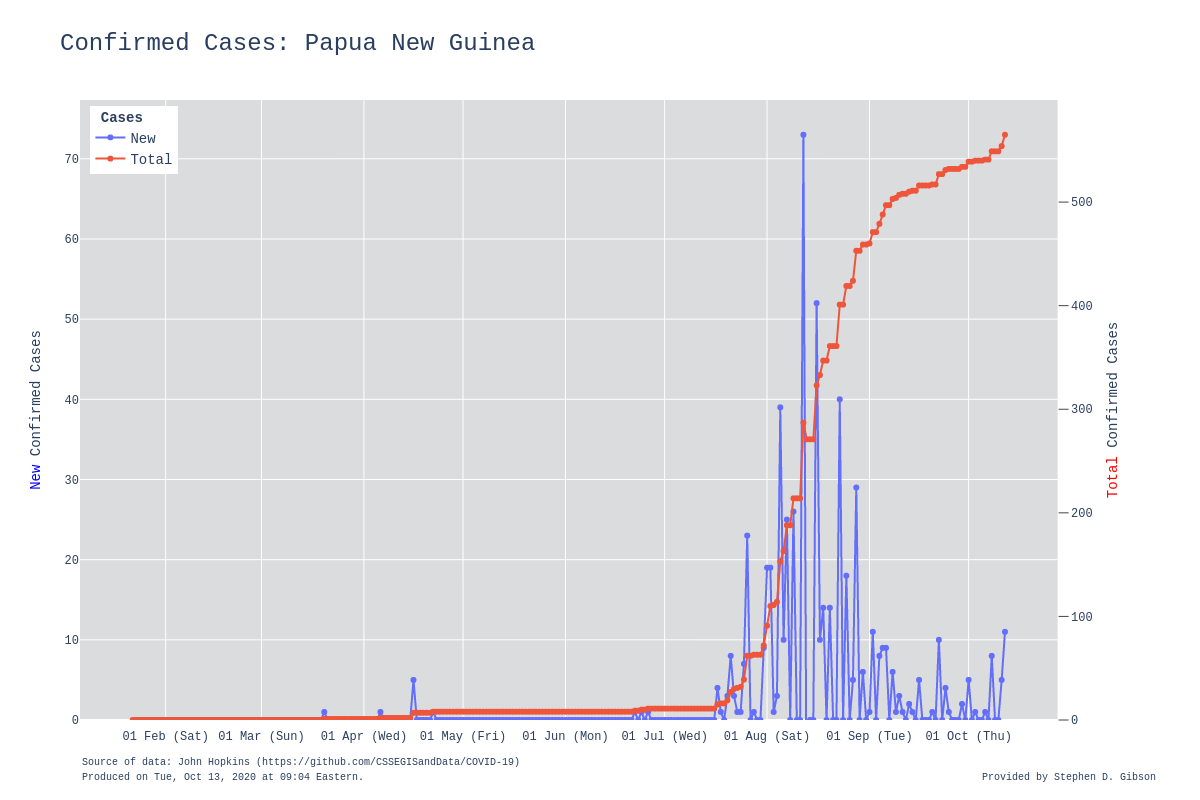 Confirmed Cases: Papua New Guinea
Cases
New
Total
70
60
50
40
30
20
10
0
500
400
300
200
100
0
New Confirmed Cases
Total Confirmed Cases
01 Feb (Sat) 01 Mar (Sun) 01 Apr (Wed) 01 May (Fri) 01 Jun (Mon) 01 Jul (Wed) 01 Aug (Sat) 01 Sep (Tue) 01 Oct (Thu)
Source of data: John Hopkins (https://github.com/CSSEGISandData/COVID-19)
Produced on Tue, Oct 13, 2020 at 09:04 Eastern.
Provided by Stephen D. Gibson